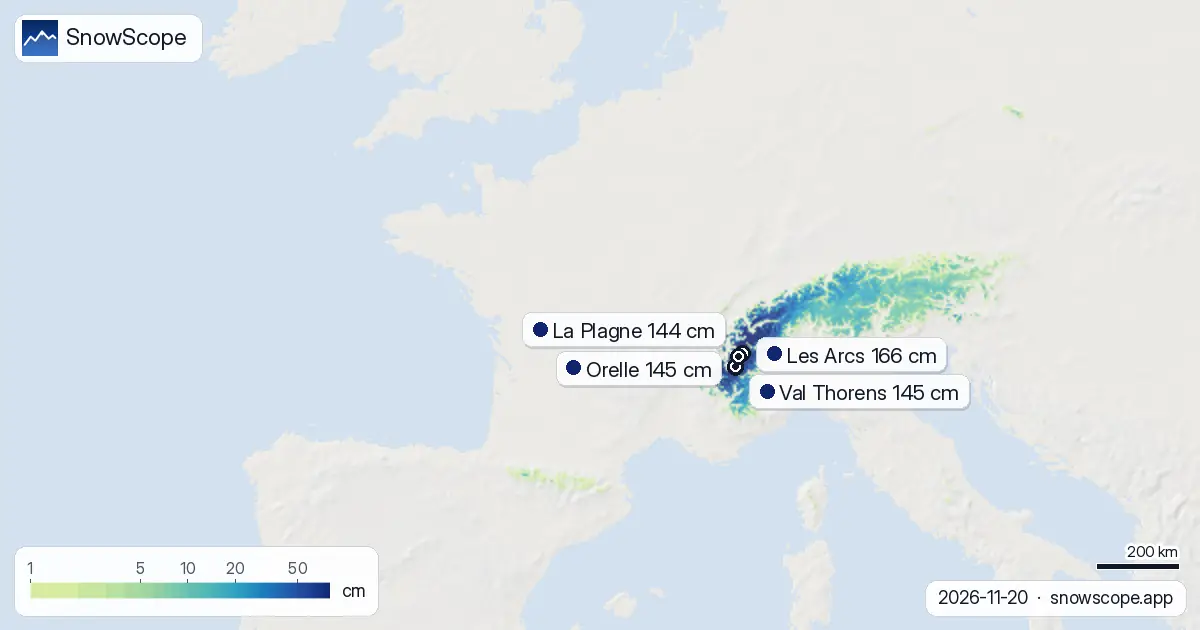 SnowScope
La Plagne 144 cm
Les Arcs 166 cm
Orelle 145 cm
Val Thorens 145 cm
1 5 10 20 50
cm
200 km
2026-11-20 · snowscope.app